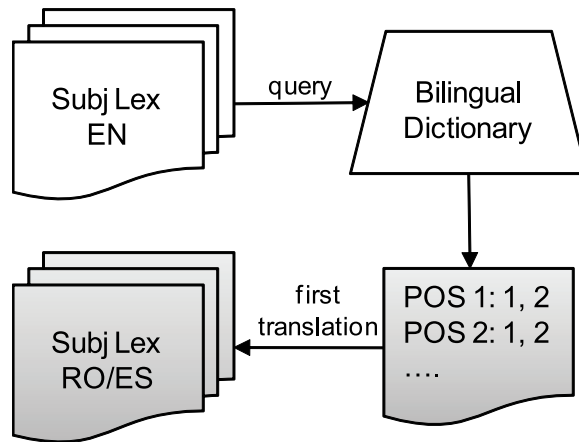 Subj Lex
EN
query
Bilingual
Dictionary
POS 1: 1, 2
POS 2: 1, 2
....
first
translation
Subj Lex
RO/ES